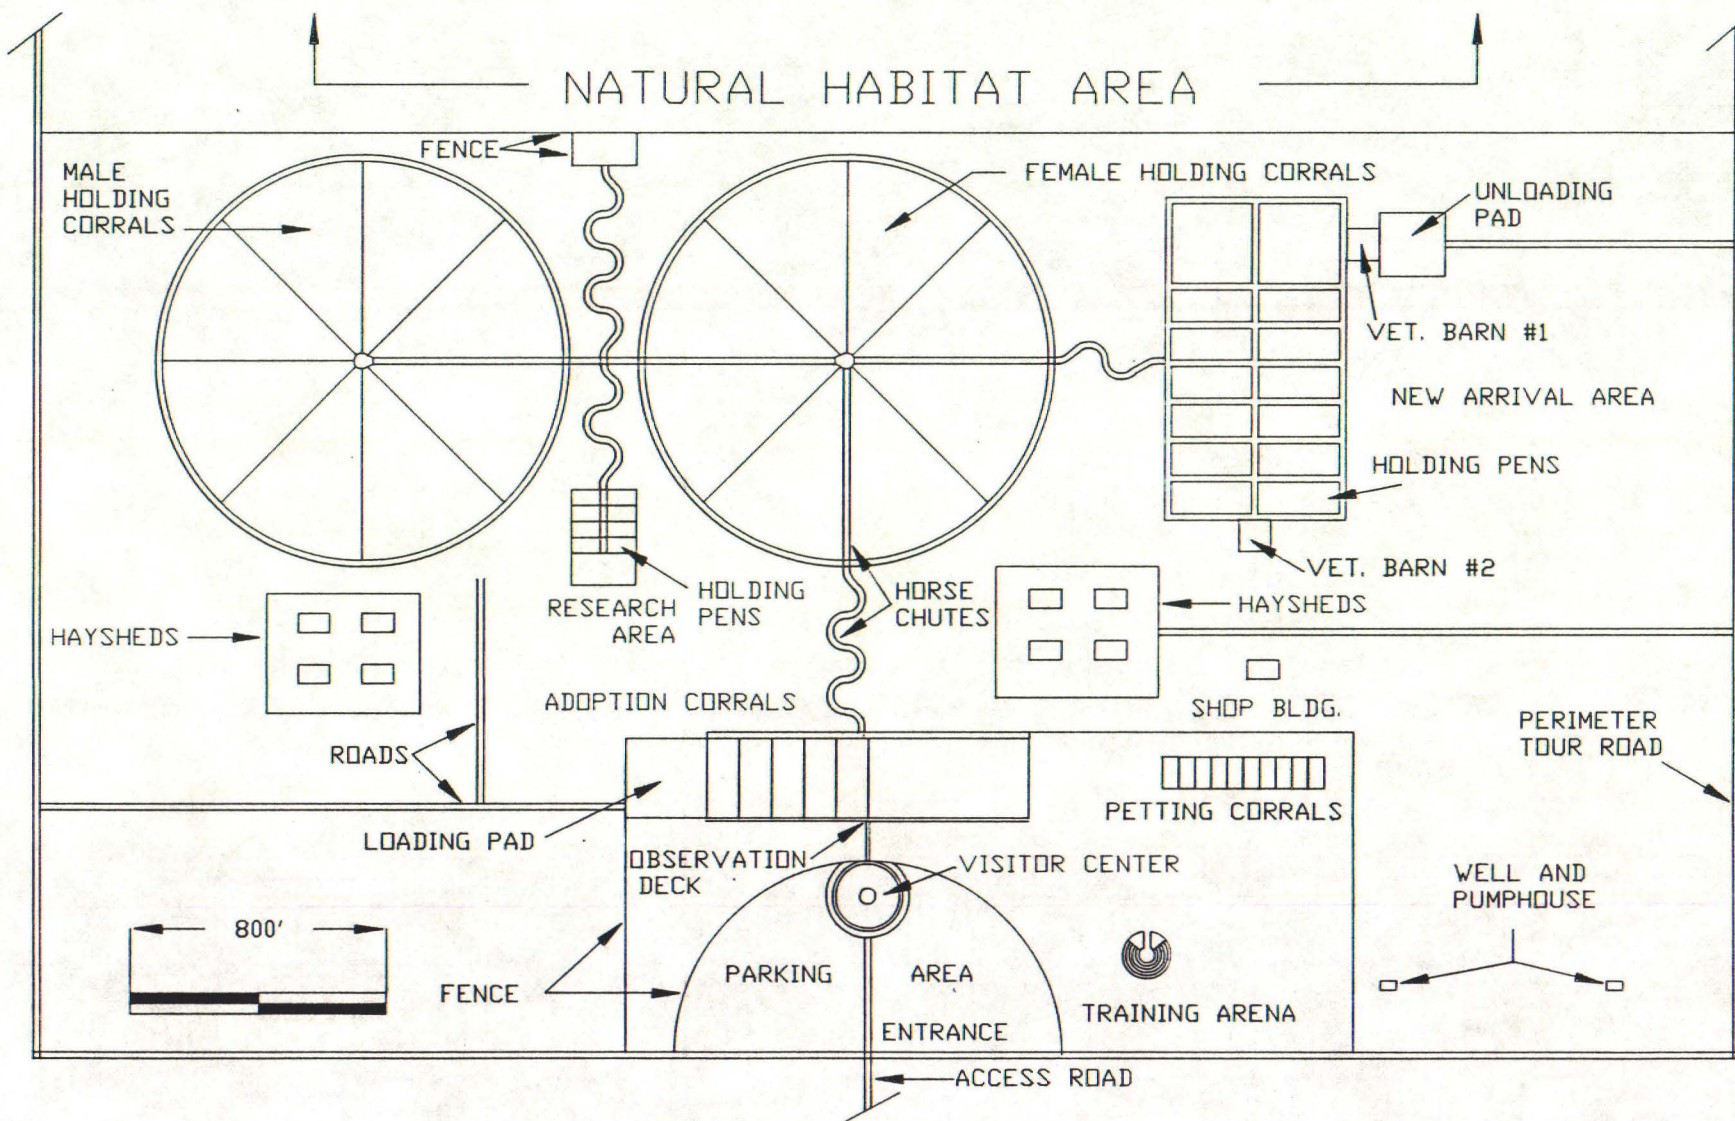 NATURAL HABITAT AREA
FENCE
MALE
HOLDING
CORRALS
FEMALE HOLDING CORRALS
UNLOADING
PAD
VET. BARN #1
NEW ARRIVAL AREA
HOLDING PENS
VET. BARN #2
HOLDING
PENS
RESEARCH
AREA
HORSE
CHUTES
HAYSHEDS
HAYSHEDS
ADOPTION CORRALS
SHOP BLDG.
PERIMETER
TOUR ROAD
ROADS
PETTING CORRALS
LOADING PAD
OBSERVATION
DECK
VISITOR CENTER
WELL AND
PUMPHOUSE
800'
PARKING
AREA
FENCE
TRAINING ARENA
ENTRANCE
ACCESS ROAD